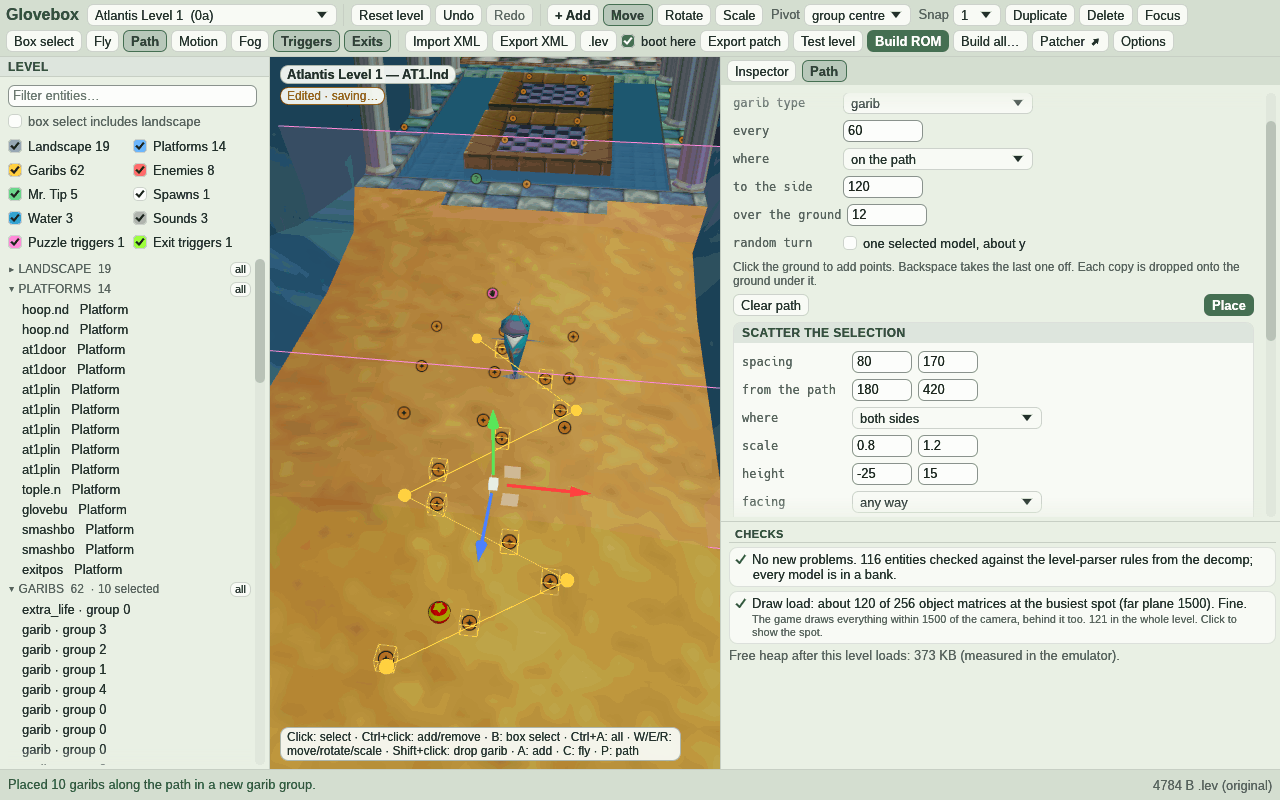 Glovebox Atlantis Level 1 (0a) Reset level Undo Redo + Add Move Rotate Scale Pivot group centre Snap 1 Duplicate Delete Focus
Box select Fly Path Motion Fog Triggers Exits Import XML Export XML .lev boot here Export patch Test level Build ROM Build all… Patcher Options
LEVEL
Filter entities…
box select includes landscape
Landscape 19 Platforms 14
Garibs 62 Enemies 8
Mr. Tip 5 Spawns 1
Water 3 Sounds 3
Puzzle triggers 1 Exit triggers 1
LANDSCAPE 19 all
PLATFORMS 14 all
hoop.nd Platform
hoop.nd Platform
at1door Platform
at1door Platform
at1plin Platform
at1plin Platform
at1plin Platform
at1plin Platform
at1plin Platform
tople.n Platform
glovebu Platform
smashbo Platform
smashbo Platform
exitpos Platform
GARIBS 62 · 10 selected all
extra_life · group 0
garib · group 3
garib · group 2
garib · group 1
garib · group 4
garib · group 0
garib · group 0
garib · group 0
Atlantis Level 1 — AT1.lnd
Edited · saving…
Click: select · Ctrl+click: add/remove · B: box select · Ctrl+A: all · W/E/R:
move/rotate/scale · Shift+click: drop garib · A: add · C: fly · P: path
Inspector Path
garib type garib
every 60
where on the path
to the side 120
over the ground 12
random turn one selected model, about y
Click the ground to add points. Backspace takes the last one off. Each copy is dropped onto the
ground under it.
Clear path Place
SCATTER THE SELECTION
spacing 80 170
from the path 180 420
where both sides
scale 0.8 1.2
height -25 15
facing any way
CHECKS
No new problems. 116 entities checked against the level-parser rules from the decomp;
every model is in a bank.
Draw load: about 120 of 256 object matrices at the busiest spot (far plane 1500). Fine.
The game draws everything within 1500 of the camera, behind it too. 121 in the whole level. Click to
show the spot.
Free heap after this level loads: 373 KB (measured in the emulator).
Placed 10 garibs along the path in a new garib group. 4784 B .lev (original)